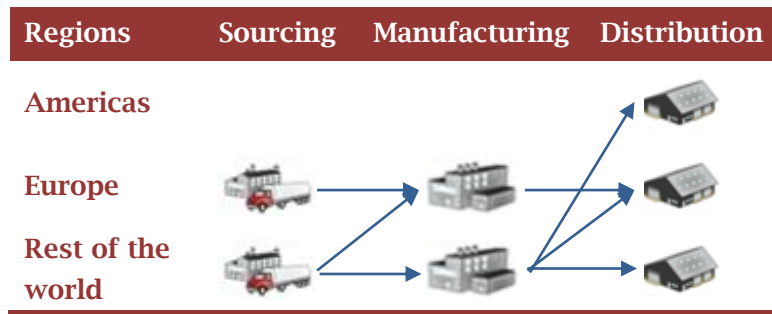 Regions Sourcing Manufacturing Distribution
Americas
Europe
Rest of the
world